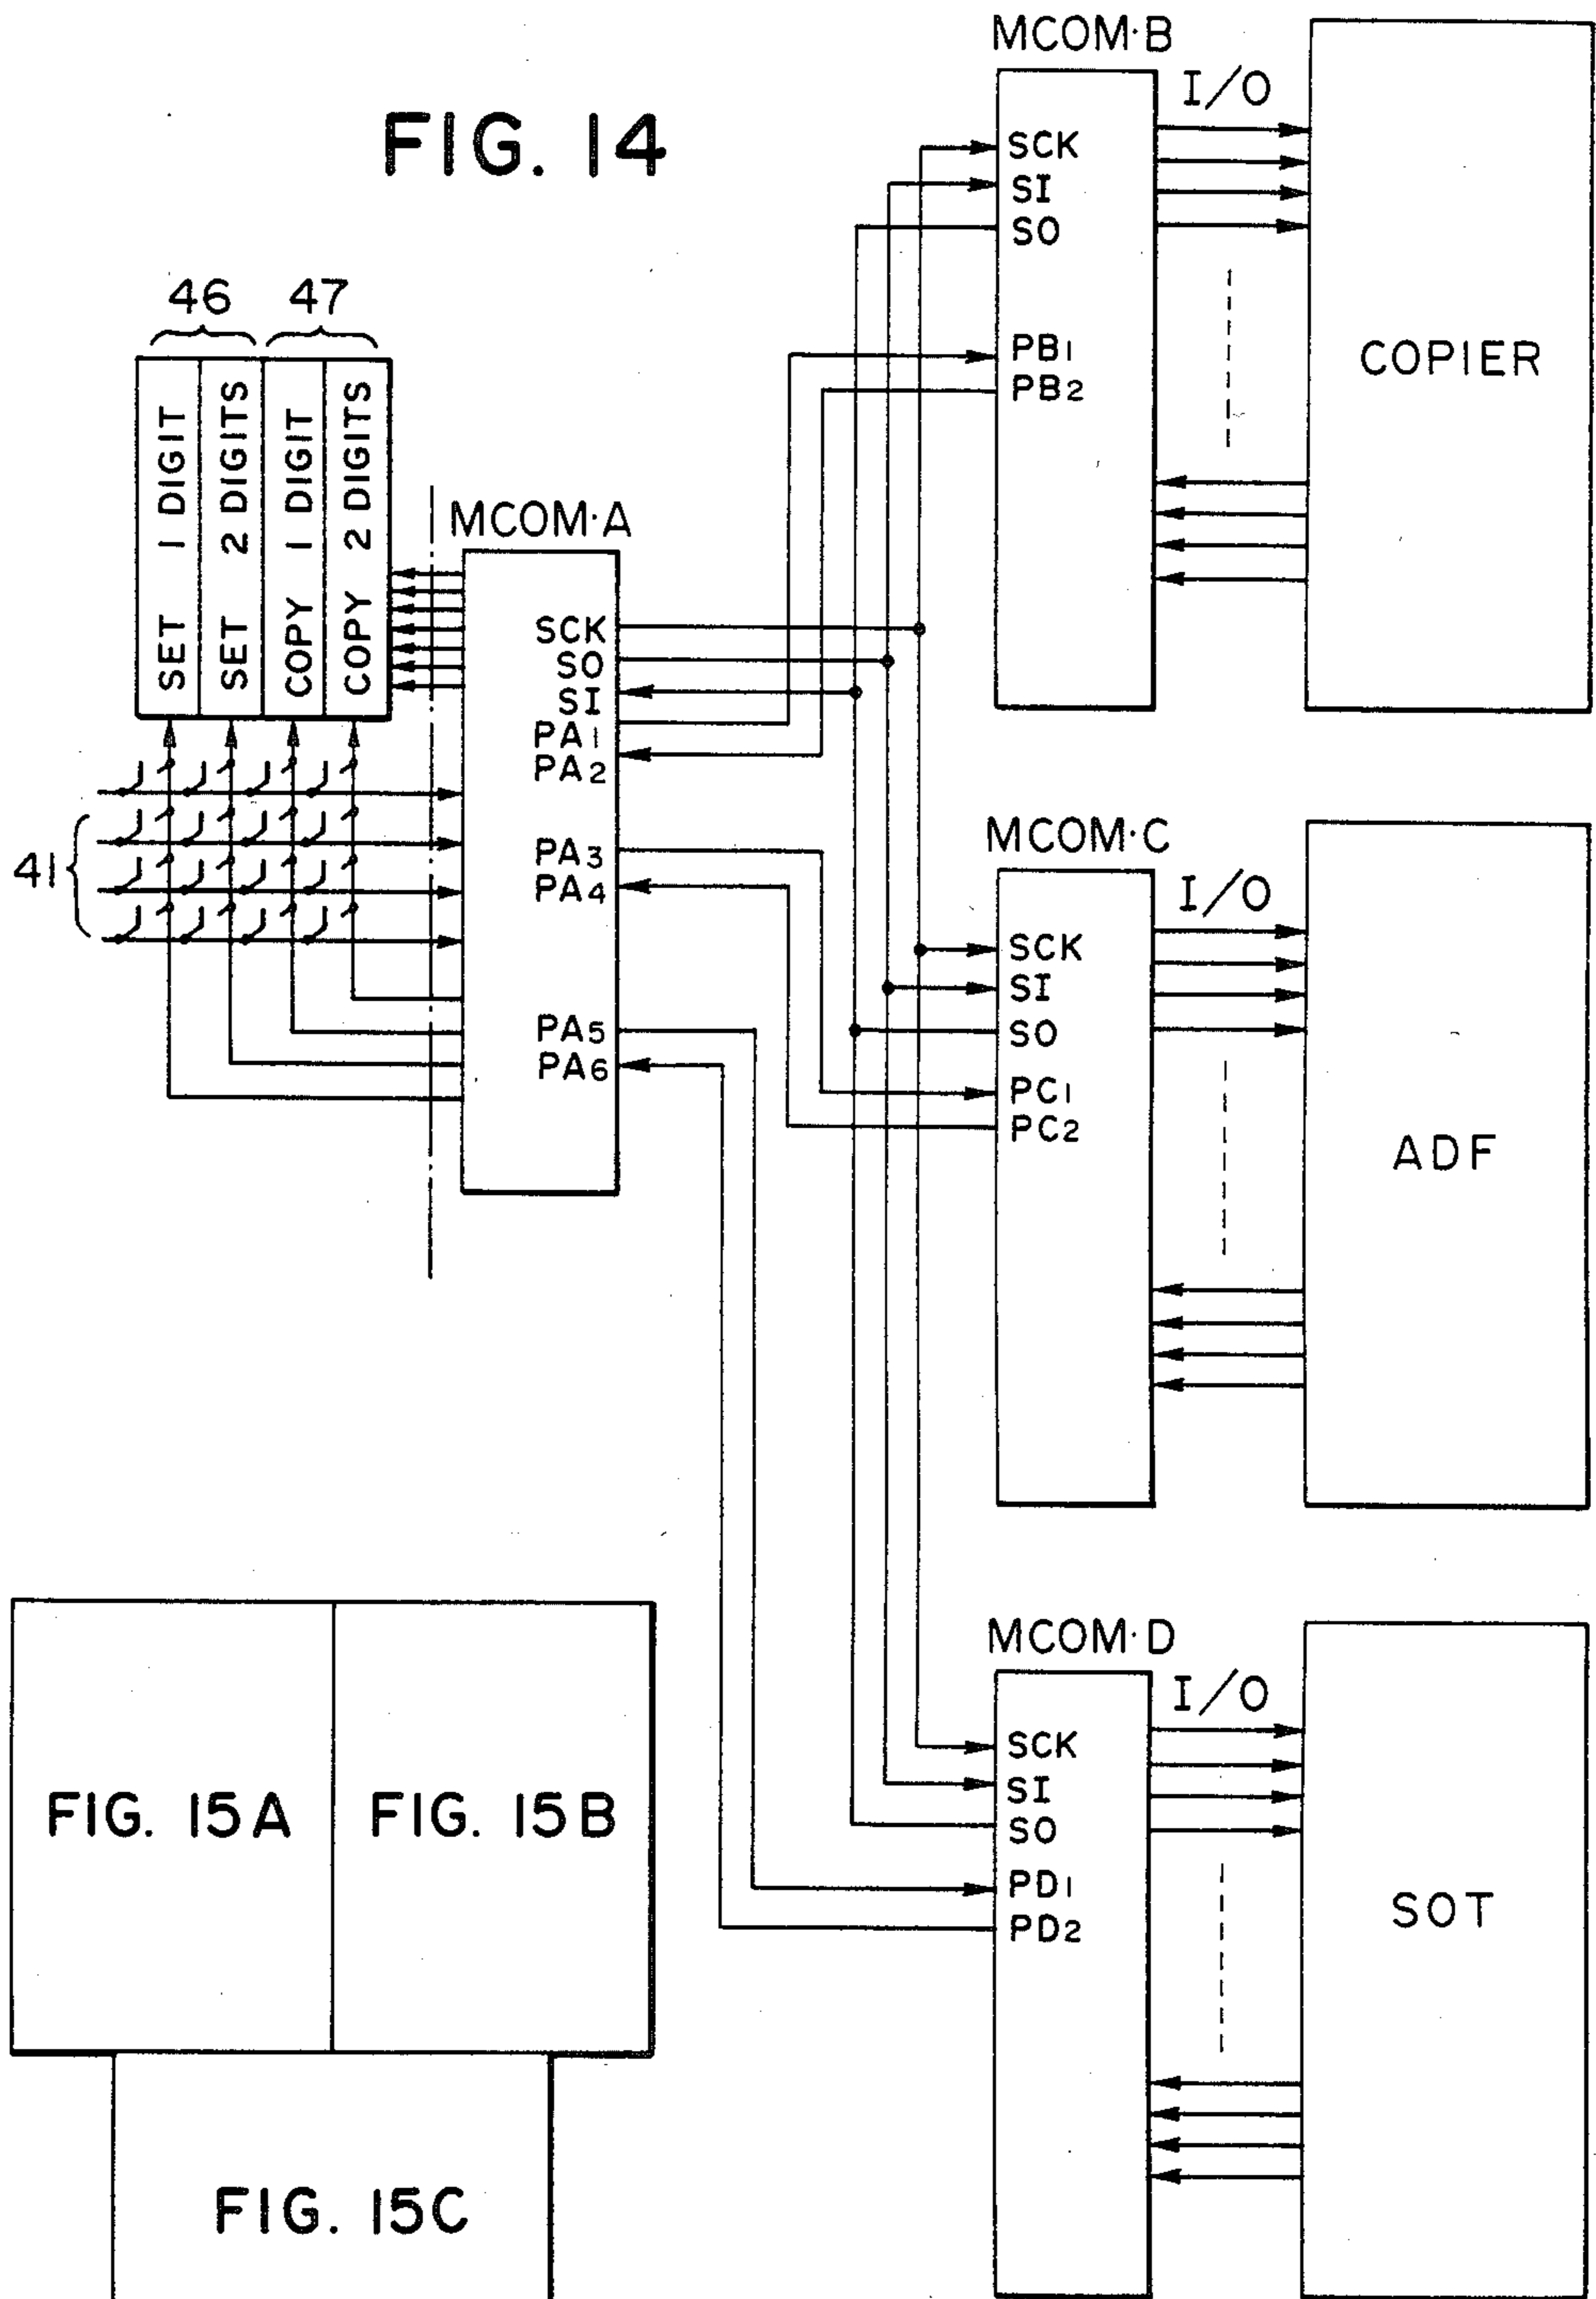 FIG. 14
46
47
SET 1 DIGIT
SET 2 DIGITS
COPY 1 DIGIT
COPY 2 DIGITS
41
MCOM·A
SCK
SO
SI
PA1
PA2
PA3
PA4
PA5
PA6
MCOM·B
I/O
SCK
SI
SO
PB1
PB2
COPIER
MCOM·C
I/O
SCK
SI
SO
PC1
PC2
ADF
MCOM·D
I/O
SCK
SI
SO
PD1
PD2
SOT
FIG. 15A
FIG. 15B
FIG. 15C